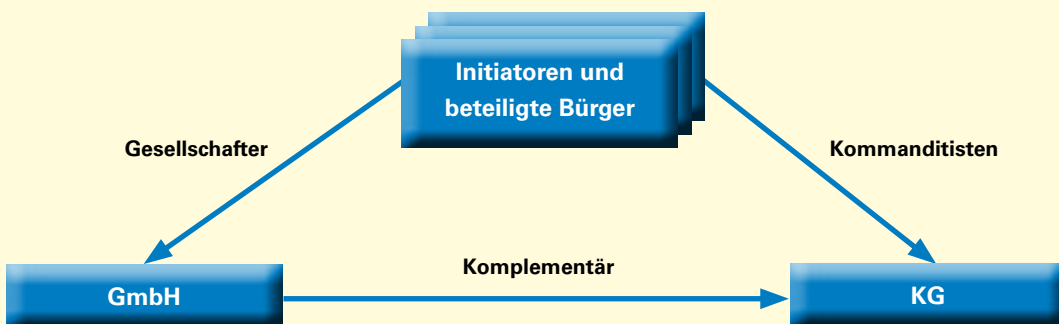 Initiatoren und
beteiligte Bürger
Gesellschafter
Kommanditisten
Komplementär
GmbH
KG